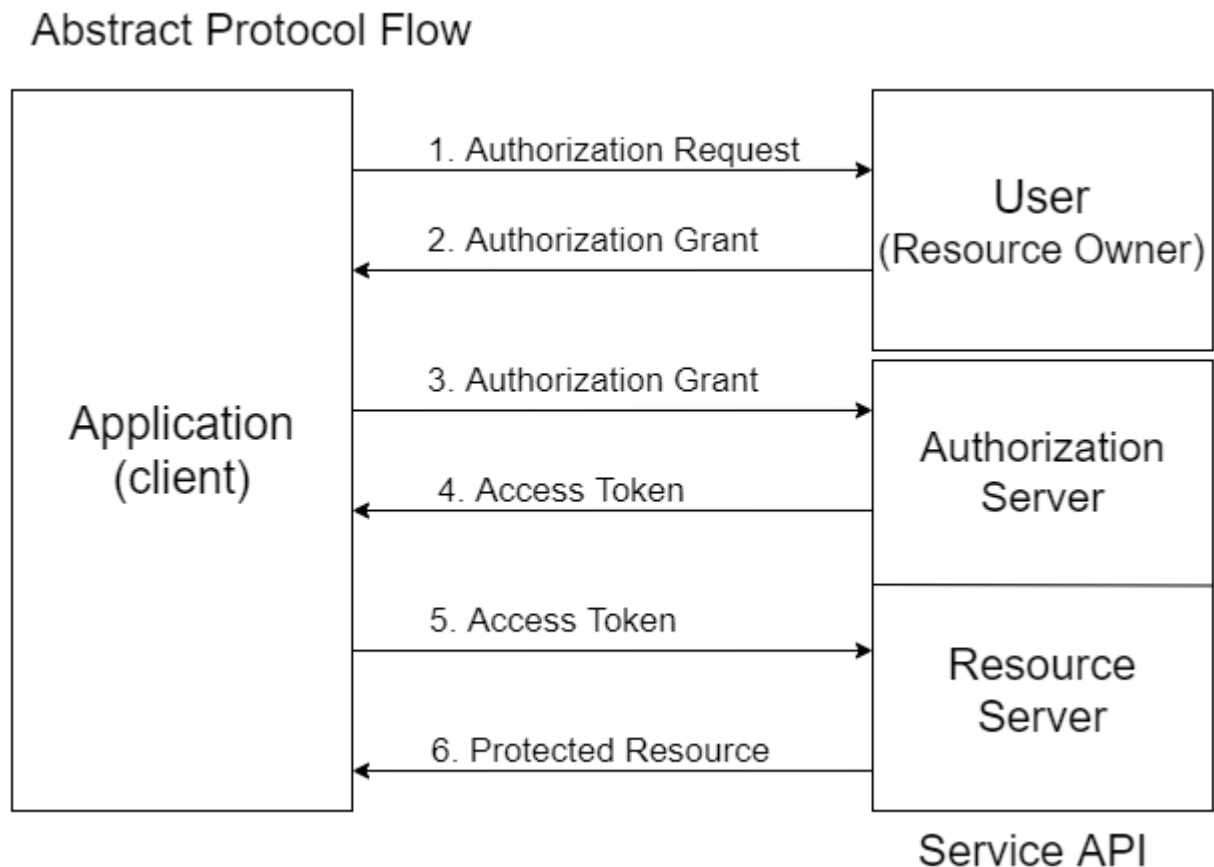 Abstract Protocol Flow
1. Authorization Request
User
(Resource Owner)
2. Authorization Grant
3. Authorization Grant
Application
(client)
Authorization
Server
4. Access Token
5. Access Token
Resource
Server
6. Protected Resource
Service API